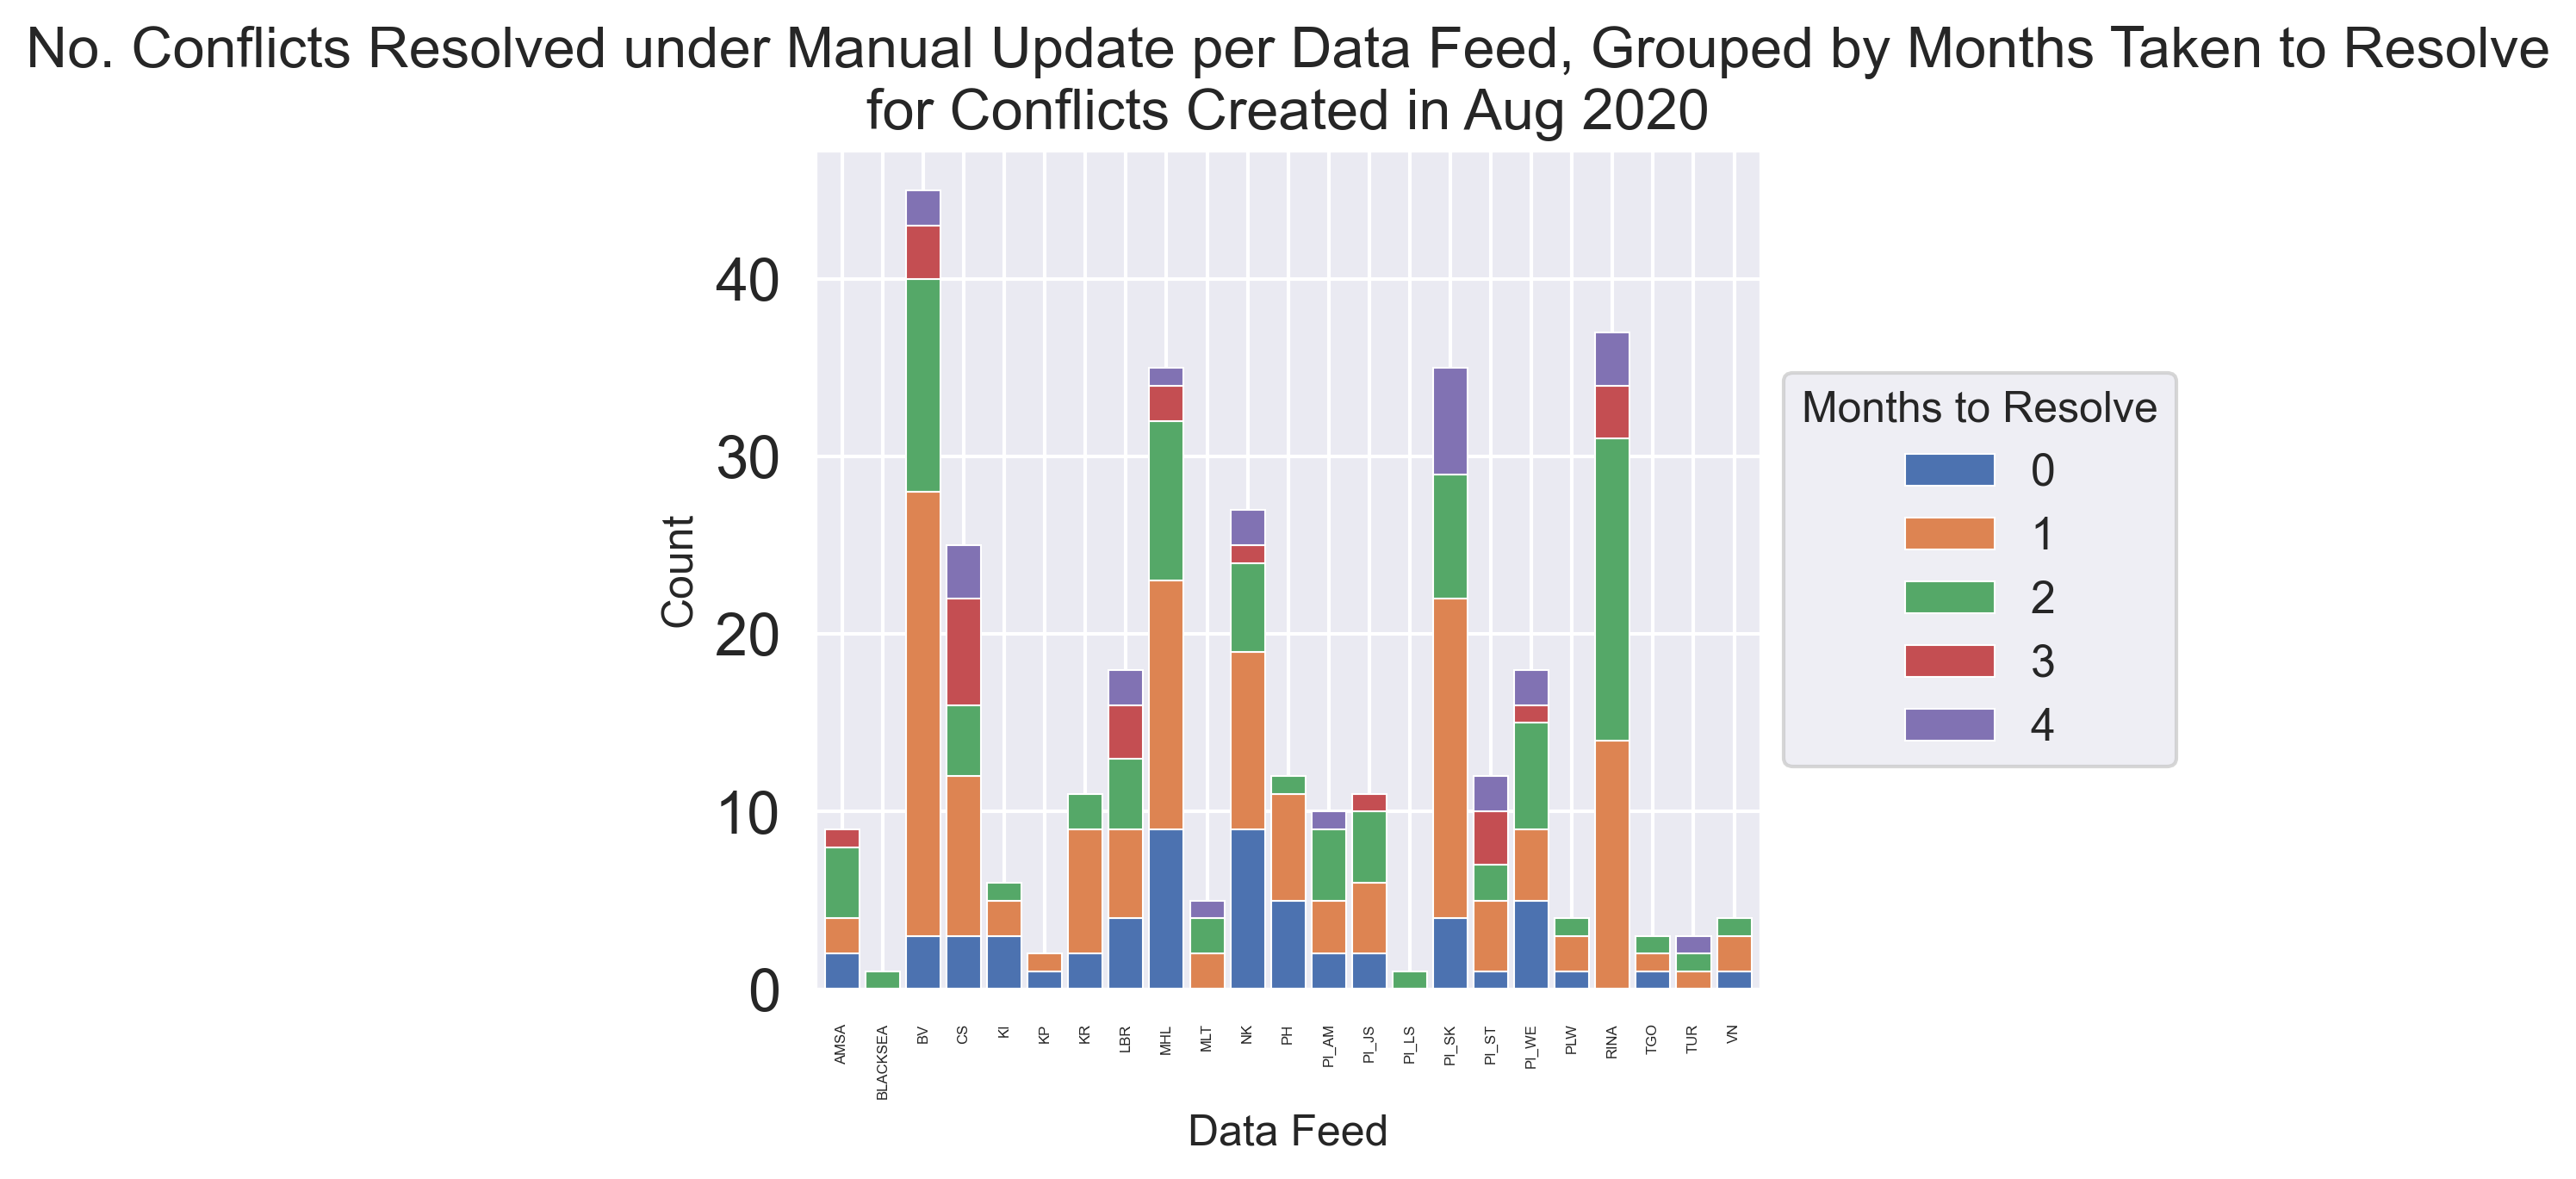 No. Conflicts Resolved under Manual Update per Data Feed, Grouped by Months Taken to Resolve
for Conflicts Created in Aug 2020
40
30
20
10
0
Count
AMSA
BLACKSEA
BV
CS
KI
KP
KR
LBR
MHL
MLT
NK
PH
PI_AM
PI_JS
PI_LS
PI_SK
PI_ST
PI_WE
PLW
RINA
TGO
TUR
VN
Data Feed
Months to Resolve
0
1
2
3
4